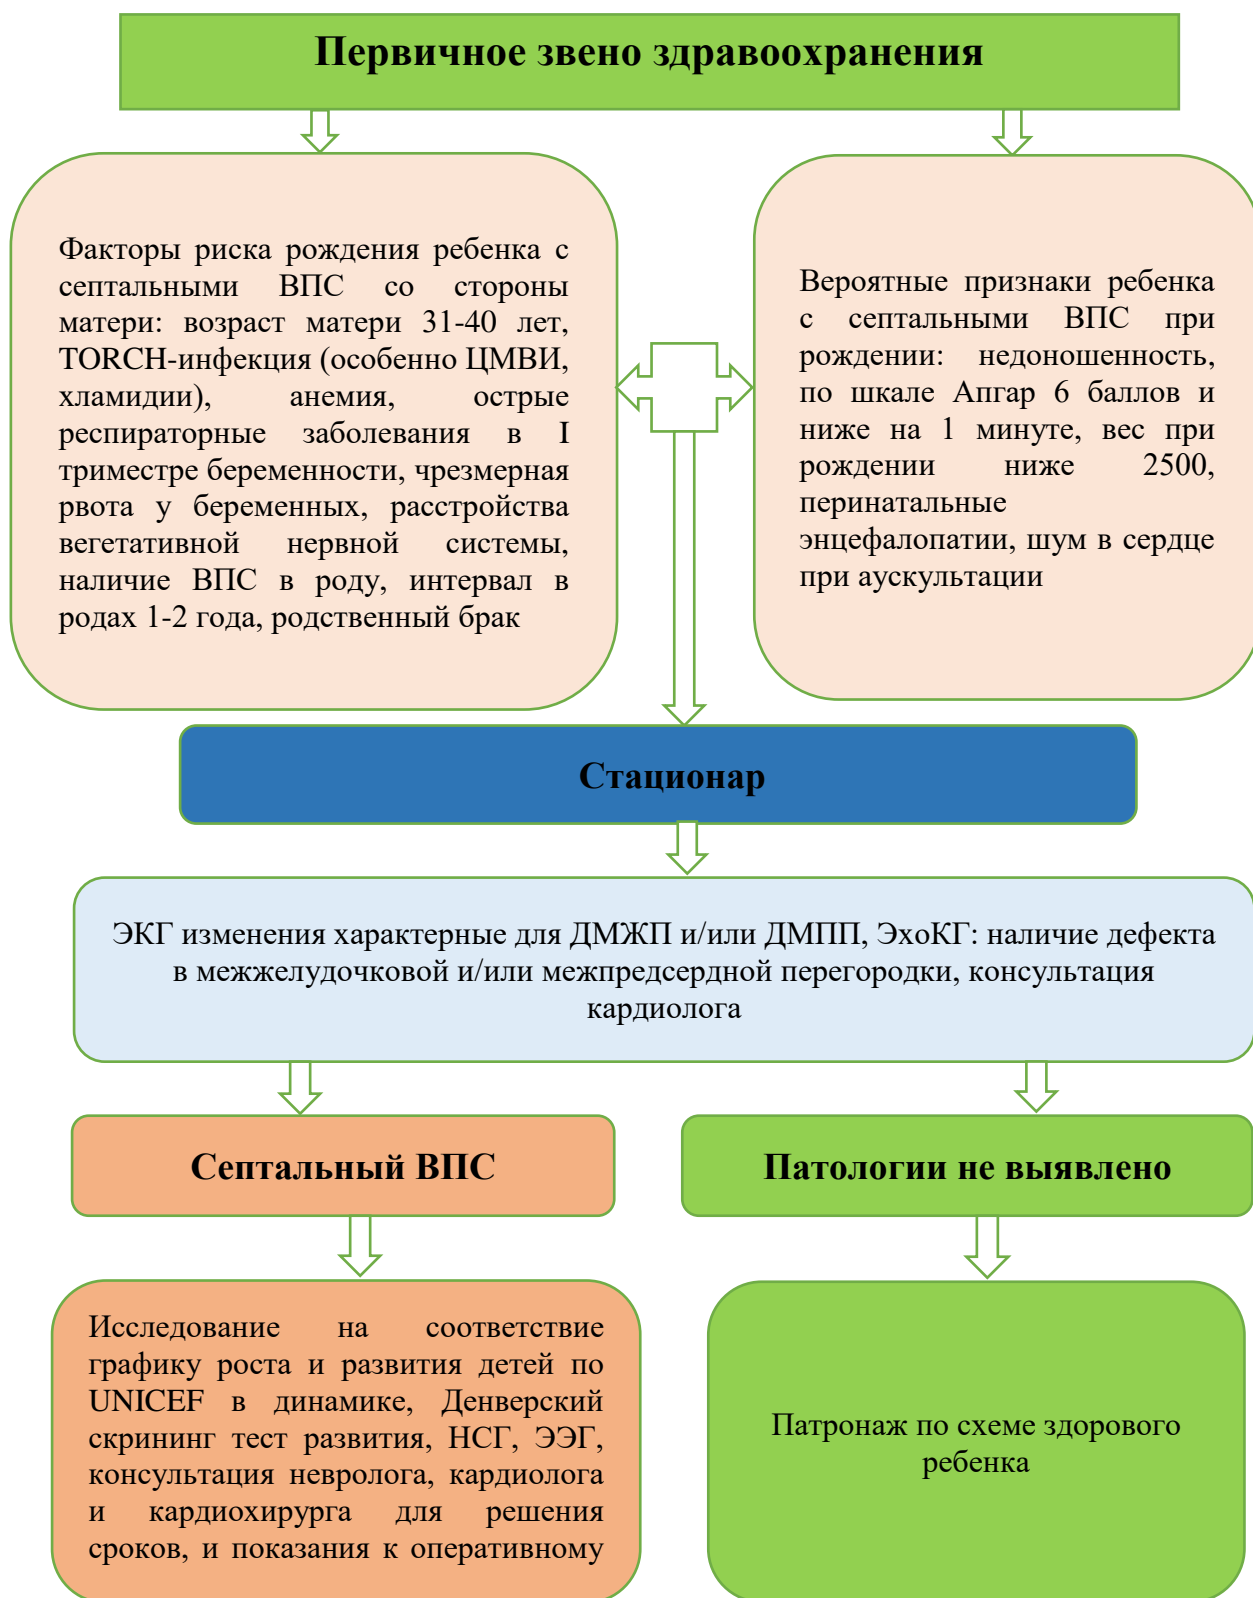 Первичное звено здравоохранения
Факторы риска рождения ребенка с
септальными ВПС со стороны
матери: возраст матери 31-40 лет,
TORCH-инфекция (особенно ЦМВИ,
хламидии), анемия, острые
респираторные заболевания в I
триместре беременности, чрезмерная
рвота у беременных, расстройства
вегетативной нервной системы,
наличие ВПС в роду, интервал в
родах 1-2 года, родственный брак
Вероятные признаки ребенка
с септальными ВПС при
рождении: недоношенность,
по шкале Апгар 6 баллов и
ниже на 1 минуте, вес при
рождении ниже 2500,
перинатальные
энцефалопатии, шум в сердце
при аускультации
Стационар
ЭКГ изменения характерные для ДМЖП и/или ДМПП, ЭхоКГ: наличие дефекта
в межжелудочковой и/или межпредсердной перегородки, консультация
кардиолога
Септальный ВПС
Патологии не выявлено
Исследование на соответствие
графику роста и развития детей по
UNICEF в динамике, Денверский
скрининг тест развития, НСГ, ЭЭГ,
консультация невролога, кардиолога
и кардиохирурга для решения
сроков, и показания к оперативному
Патронаж по схеме здорового
ребенка